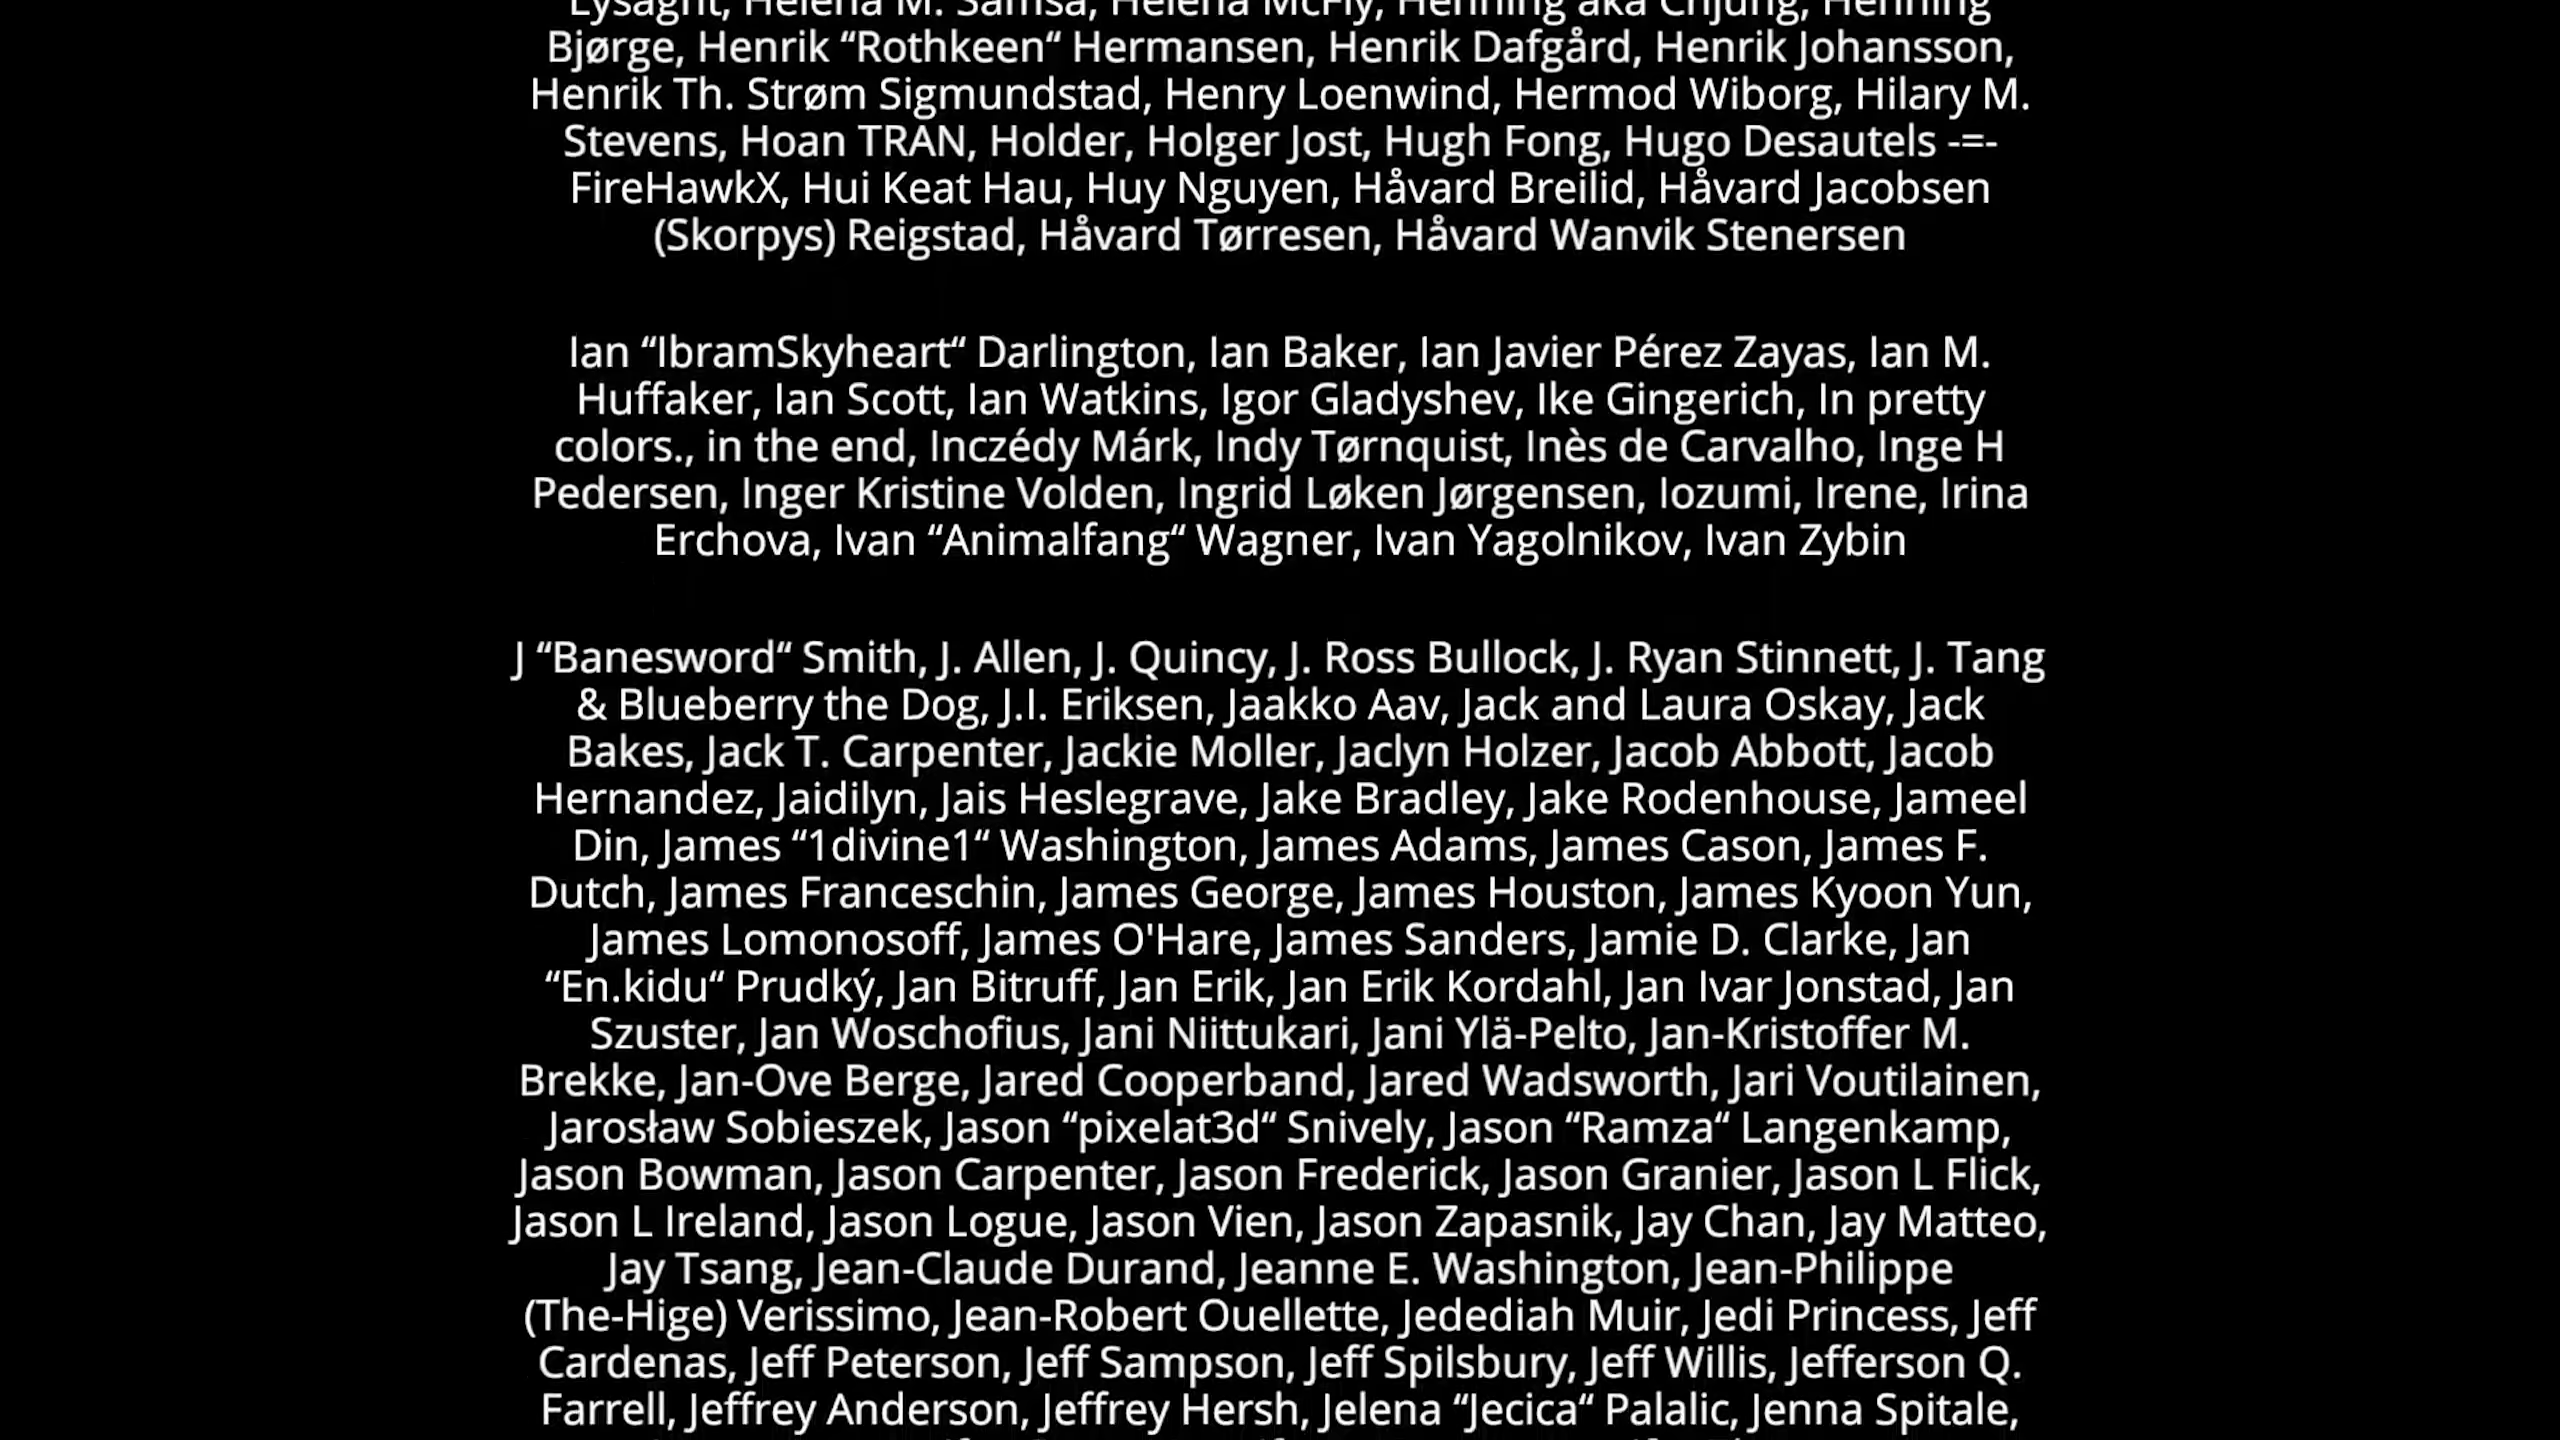 Lysaght, Helena M. Samsa, Helena McFly, Henning aka Chjung, Henning
Bjørge, Henrik “Rothkeen“ Hermansen, Henrik Dafgård, Henrik Johansson,
Henrik Th. Strøm Sigmundstad, Henry Loenwind, Hermod Wiborg, Hilary M.
Stevens, Hoan TRAN, Holder, Holger Jost, Hugh Fong, Hugo Desautels -=-
FireHawkX, Hui Keat Hau, Huy Nguyen, Håvard Breilid, Håvard Jacobsen
(Skorpys) Reigstad, Håvard Tørresen, Håvard Wanvik Stenersen
Ian “IbramSkyheart“ Darlington, Ian Baker, Ian Javier Pérez Zayas, Ian M.
Huffaker, Ian Scott, Ian Watkins, Igor Gladyshev, Ike Gingerich, In pretty
colors., in the end, Inczédy Márk, Indy Tørnquist, Inès de Carvalho, Inge H
Pedersen, Inger Kristine Volden, Ingrid Løken Jørgensen, Iozumi, Irene, Irina
Erchova, Ivan “Animalfang“ Wagner, Ivan Yagolnikov, Ivan Zybin
J “Banesword“ Smith, J. Allen, J. Quincy, J. Ross Bullock, J. Ryan Stinnett, J. Tang
& Blueberry the Dog, J.I. Eriksen, Jaakko Aav, Jack and Laura Oskay, Jack
Bakes, Jack T. Carpenter, Jackie Moller, Jaclyn Holzer, Jacob Abbott, Jacob
Hernandez, Jaidilyn, Jais Heslegrave, Jake Bradley, Jake Rodenhouse, Jameel
Din, James “1divine1“ Washington, James Adams, James Cason, James F.
Dutch, James Franceschin, James George, James Houston, James Kyoon Yun,
James Lomonosoff, James O'Hare, James Sanders, Jamie D. Clarke, Jan
“En.kidu“ Prudký, Jan Bitruff, Jan Erik, Jan Erik Kordahl, Jan Ivar Jonstad, Jan
Szuster, Jan Woschofius, Jani Niittukari, Jani Ylä-Pelto, Jan-Kristoffer M.
Brekke, Jan-Ove Berge, Jared Cooperband, Jared Wadsworth, Jari Voutilainen,
Jarosław Sobieszek, Jason “pixelat3d“ Snively, Jason “Ramza“ Langenkamp,
Jason Bowman, Jason Carpenter, Jason Frederick, Jason Granier, Jason L Flick,
Jason L Ireland, Jason Logue, Jason Vien, Jason Zapasnik, Jay Chan, Jay Matteo,
Jay Tsang, Jean-Claude Durand, Jeanne E. Washington, Jean-Philippe
(The-Hige) Verissimo, Jean-Robert Ouellette, Jedediah Muir, Jedi Princess, Jeff
Cardenas, Jeff Peterson, Jeff Sampson, Jeff Spilsbury, Jeff Willis, Jefferson Q.
Farrell, Jeffrey Anderson, Jeffrey Hersh, Jelena “Jecica“ Palalic, Jenna Spitale,